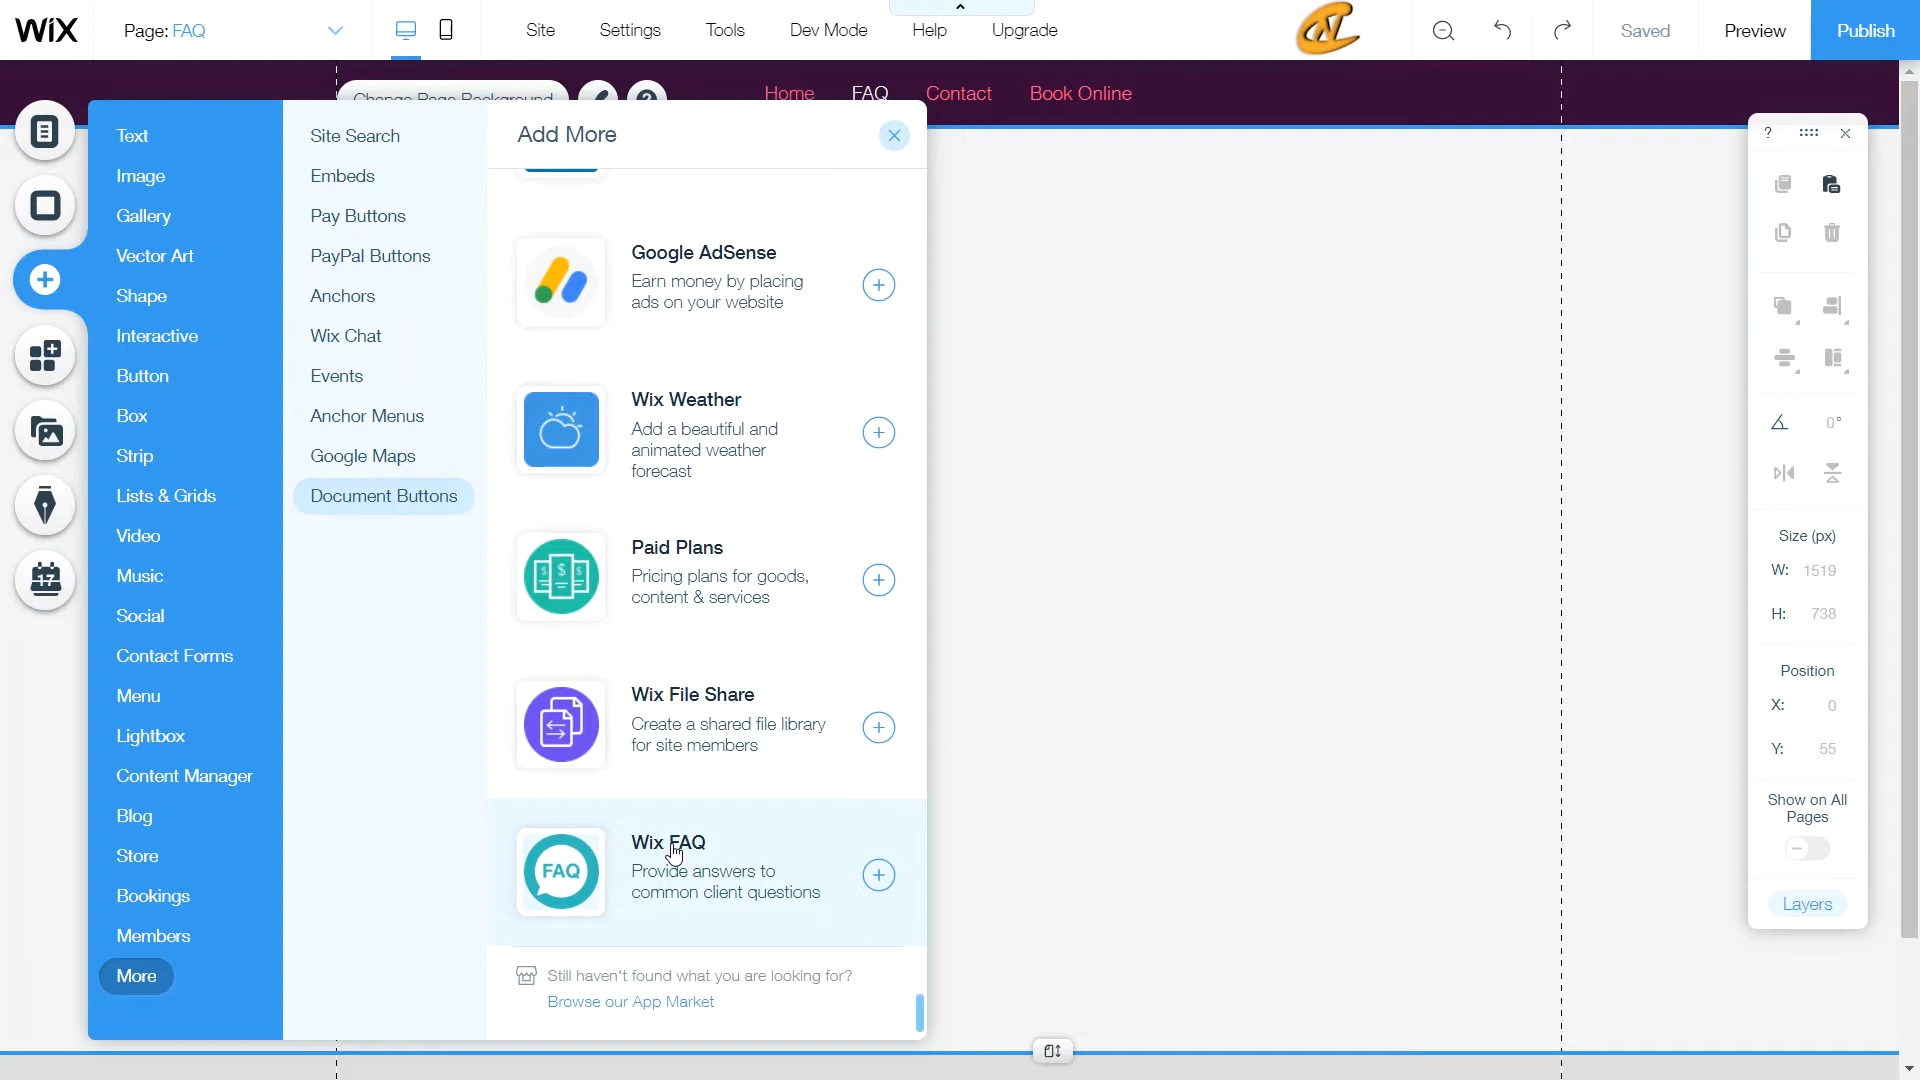 WiX
Page: FAQ
Site
Settings
Tools
Dev Mode
Help
Upgrade
Saved
Preview
Publish
Change Page Background
?
Home
FAQ
Contact
Book Online
17
Text
Image
Gallery
Vector Art
Shape
Interactive
Button
Box
Strip
Lists & Grids
Video
Music
Social
Contact Forms
Menu
Lightbox
Content Manager
Blog
Store
Bookings
Members
More
Site Search
Embeds
Pay Buttons
PayPal Buttons
Anchors
Wix Chat
Events
Anchor Menus
Google Maps
Document Buttons
Add More
Google AdSense
Earn money by placing
ads on your website
Wix Weather
Add a beautiful and
animated weather
forecast
Paid Plans
Pricing plans for goods,
content & services
Wix File Share
Create a shared file library
for site members
FAQ
Wix FAQ
Provide answers to
common client questions
Still haven't found what you are looking for?
Browse our App Market
?
0°
Size (px)
W: 1519
H: 738
Position
X: 0
Y: 55
Show on All
Pages
Layers